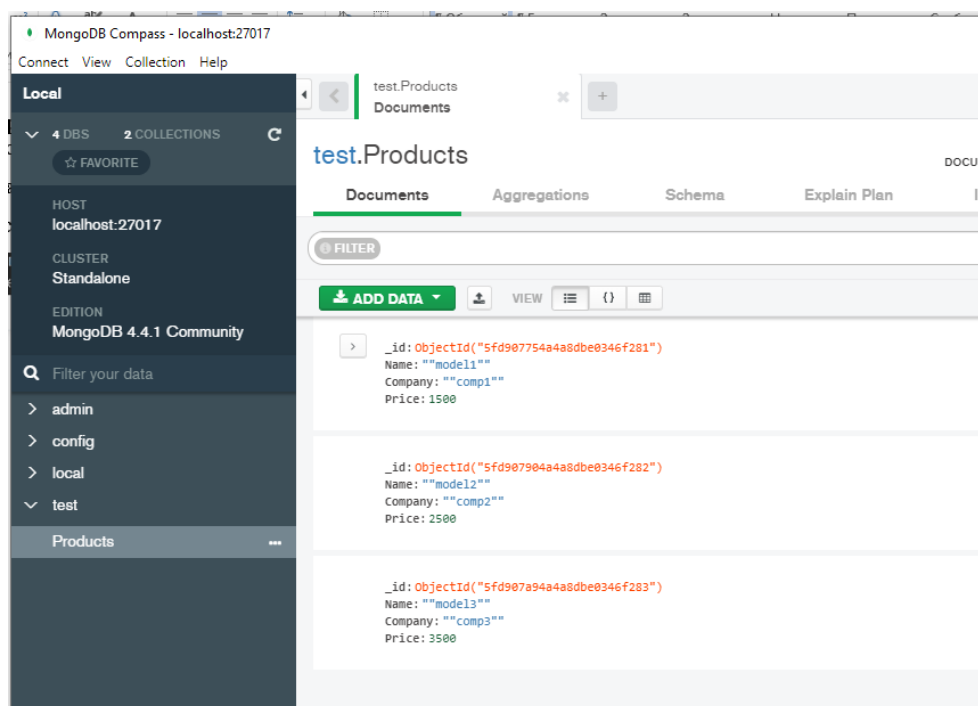 MongoDB Compass - localhost:27017
Connect View Collection Help
Local
4 DBS 2 COLLECTIONS
FAVORITE
HOST
localhost:27017
CLUSTER
Standalone
EDITION
MongoDB 4.4.1 Community
Filter your data
admin
config
local
test
Products
test.Products
Documents
test.Products
DOCU
Documents Aggregations Schema Explain Plan
FILTER
ADD DATA VIEW {}
_id: ObjectId("5fd907754a4a8dbe0346f281")
Name: ""model1""
Company: ""comp1""
Price: 1500
_id: ObjectId("5fd907904a4a8dbe0346f282")
Name: ""model2""
Company: ""comp2""
Price: 2500
_id: ObjectId("5fd907a94a4a8dbe0346f283")
Name: ""model3""
Company: ""comp3""
Price: 3500